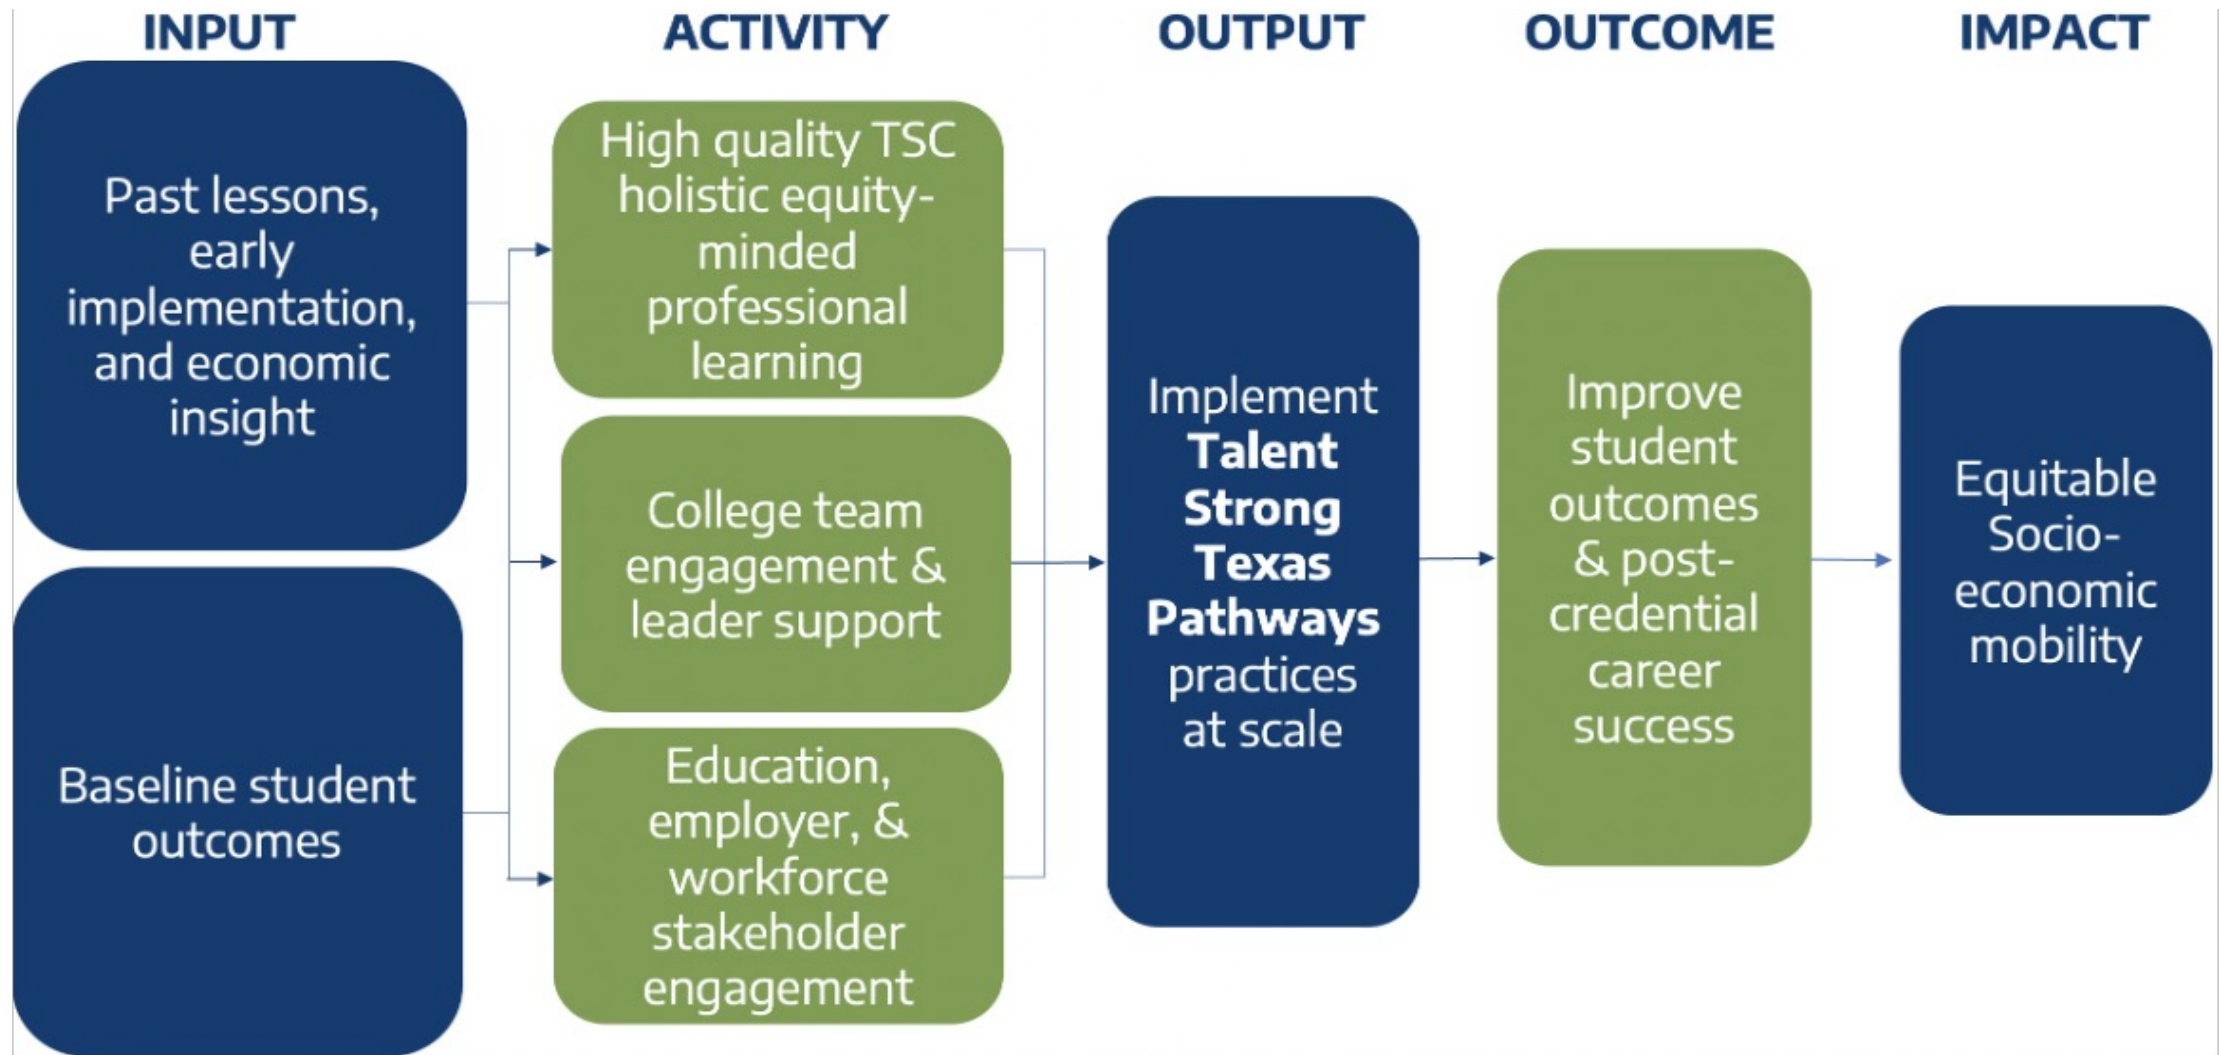 INPUT
ACTIVITY
OUTPUT
OUTCOME
IMPACT
Past lessons,
early
implementation,
and economic
insight
Baseline student
outcomes
High quality TSC
holistic equity-
minded
professional
learning
College team
engagement &
leader support
Education,
employer, &
workforce
stakeholder
engagement
Implement
Talent
Strong
Texas
Pathways
practices
at scale
Improve
student
outcomes
& post-
credential
career
success
Equitable
Socio-
economic
mobility